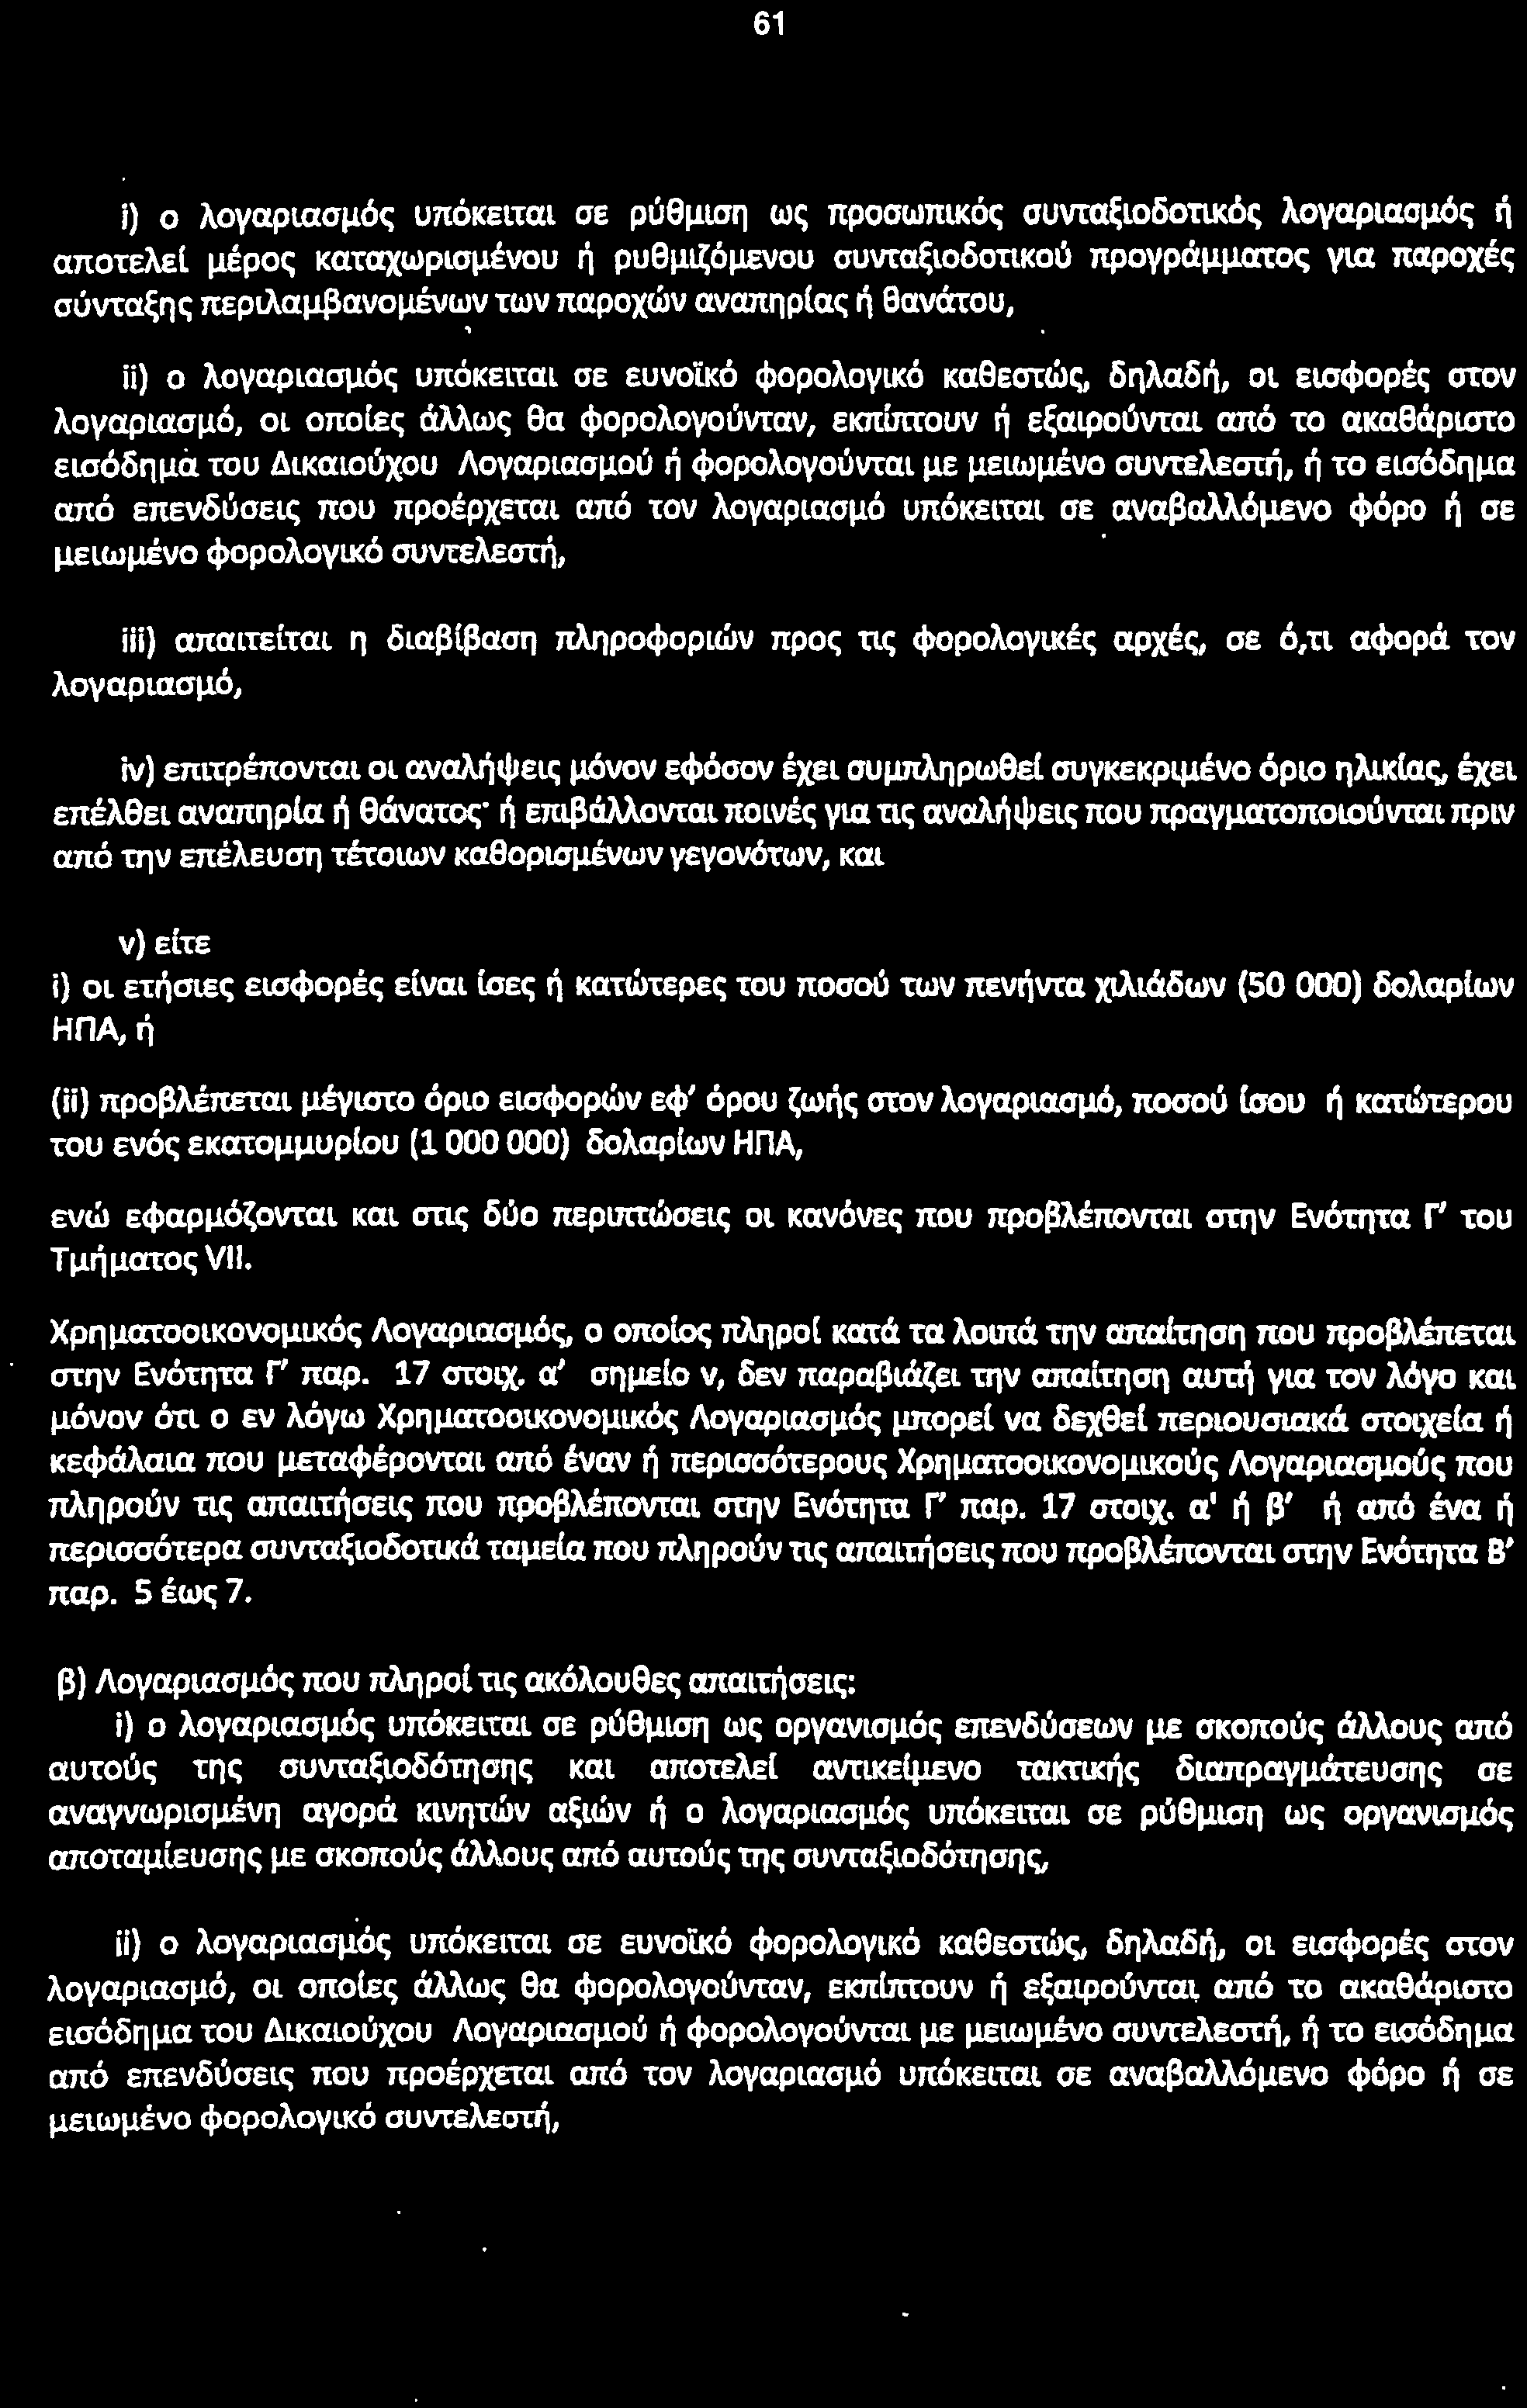 61
i) ο λογαριασμός υπόκειται σε ρύθμιση ως προσωπικός συνταξιοδοτικός λογαριασμός ή
αποτελεί μέρος καταχωρισμένου ή ρυθμιζόμενου συνταξιοδοτικού προγράμματος για παροχές
σύνταξης περιλαμβανομένων των παροχών αναπηρίας ή θανάτου,
ii) ο λογαριασμός υπόκειται σε ευνοϊκό φορολογικό καθεστώς, δηλαδή, οι εισφορές στον
λογαριασμό, οι οποίες άλλως θα φορολογούνταν, εκπίπτουν ή εξαιρούνται από το ακαθάριστο
εισόδημα του Δικαιούχου Λογαριασμού ή φορολογούνται με μειωμένο συντελεστή, ή το εισόδημα
από επενδύσεις που προέρχεται από τον λογαριασμό υπόκειται σε αναβαλλόμενο φόρο ή σε
μειωμένο φορολογικό συντελεστή,
iii) απαιτείται η διαβίβαση πληροφοριών προς τις φορολογικές αρχές, σε ό,τι αφορά τον
λογαριασμό,
iv) επιτρέπονται οι αναλήψεις μόνον εφόσον έχει συμπληρωθεί συγκεκριμένο όριο ηλικίας, έχει
επέλθει αναπηρία ή θάνατος· ή επιβάλλονται ποινές για τις αναλήψεις που πραγματοποιούνται πριν
από την επέλευση τέτοιων καθορισμένων γεγονότων, και
v) είτε
i) οι ετήσιες εισφορές είναι ίσες ή κατώτερες του ποσού των πενήντα χιλιάδων (50 000) δολαρίων
ΗΠΑ, ή
(ii) προβλέπεται μέγιστο όριο εισφορών εφ' όρου ζωής στον λογαριασμό, ποσού ίσου ή κατώτερου
του ενός εκατομμυρίου (1 000 000) δολαρίων ΗΠΑ,
ενώ εφαρμόζονται και στις δύο περιπτώσεις οι κανόνες που προβλέπονται στην Ενότητα Γ' του
Τμήματος VII.
Χρηματοοικονομικός Λογαριασμός, ο οποίος πληροί κατά τα λοιπά την απαίτηση που προβλέπεται
στην Ενότητα Γ' παρ. 17 στοιχ. α' σημείο v, δεν παραβιάζει την απαίτηση αυτή για τον λόγο και
μόνον ότι ο εν λόγω Χρηματοοικονομικός Λογαριασμός μπορεί να δεχθεί περιουσιακά στοιχεία ή
κεφάλαια που μεταφέρονται από έναν ή περισσότερους Χρηματοοικονομικούς Λογαριασμούς που
πληρούν τις απαιτήσεις που προβλέπονται στην Ενότητα Γ' παρ. 17 στοιχ. α' ή β' ή από ένα ή
περισσότερα συνταξιοδοτικά ταμεία που πληρούν τις απαιτήσεις που προβλέπονται στην Ενότητα Β'
παρ. 5 έως 7.
β) Λογαριασμός που πληροί τις ακόλουθες απαιτήσεις:
i) ο λογαριασμός υπόκειται σε ρύθμιση ως οργανισμός επενδύσεων με σκοπούς άλλους από
αυτούς της συνταξιοδότησης και αποτελεί αντικείμενο τακτικής διαπραγμάτευσης σε
αναγνωρισμένη αγορά κινητών αξιών ή ο λογαριασμός υπόκειται σε ρύθμιση ως οργανισμός
αποταμίευσης με σκοπούς άλλους από αυτούς της συνταξιοδότησης,
ii) ο λογαριασμός υπόκειται σε ευνοϊκό φορολογικό καθεστώς, δηλαδή, οι εισφορές στον
λογαριασμό, οι οποίες άλλως θα φορολογούνταν, εκπίπτουν ή εξαιρούνται από το ακαθάριστο
εισόδημα του Δικαιούχου Λογαριασμού ή φορολογούνται με μειωμένο συντελεστή, ή το εισόδημα
από επενδύσεις που προέρχεται από τον λογαριασμό υπόκειται σε αναβαλλόμενο φόρο ή σε
μειωμένο φορολογικό συντελεστή,